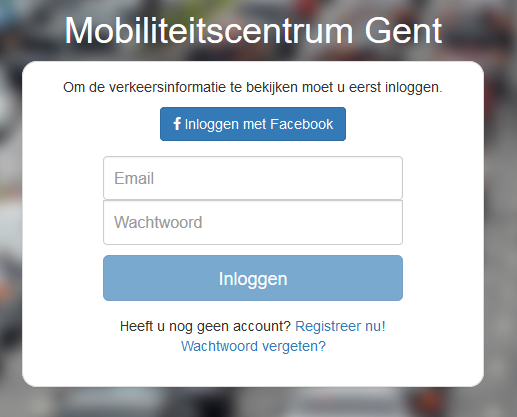 Mobiliteitscentrum Gent
Om de verkeersinformatie te bekijken moet u eerst inloggen.
Inloggen met Facebook
Email
Wachtwoord
Inloggen
Heeft u nog geen account? Registreer nu!
Wachtwoord vergeten?